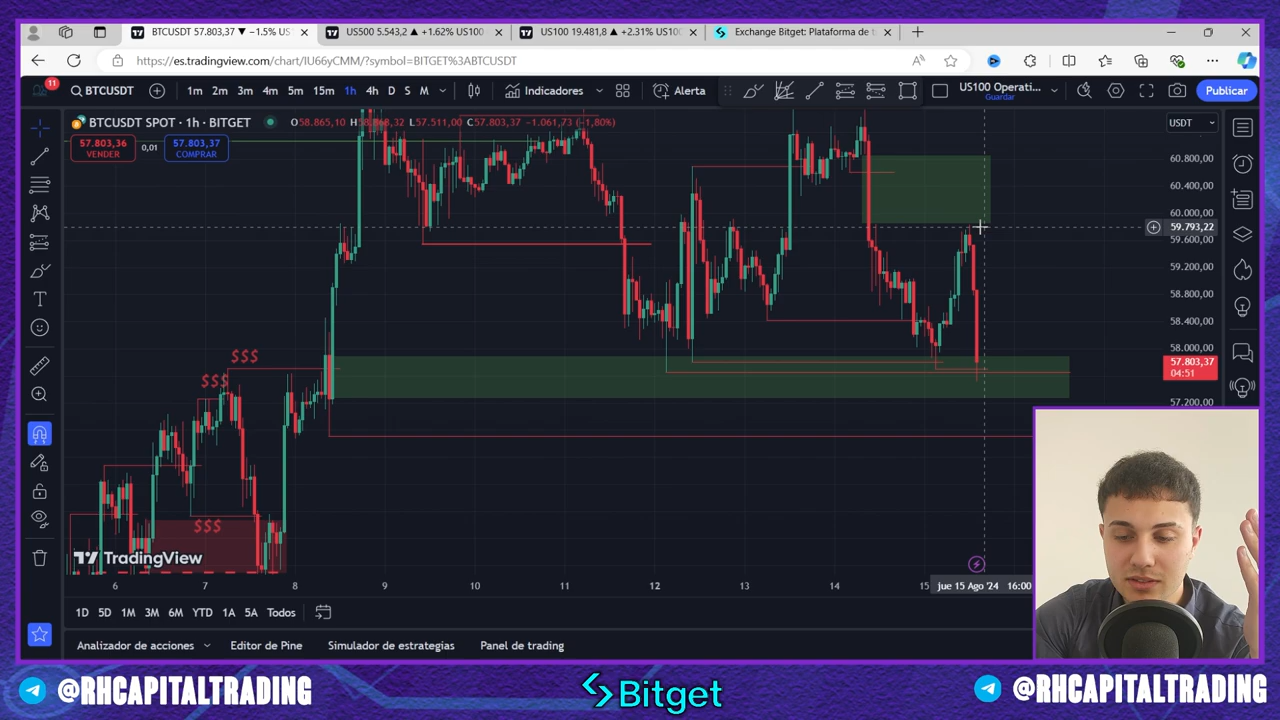 BTCUSDT 57.803,37 ▼ −1.5% US
US500 5.543,2 ▲ +1.62% US100
US 100 19.481,8 ▲ +2.31% US100
Exchange Bitget: Plataforma de t
https://es.tradingview.com/chart/IU66yCMM/?symbol=BITGET%3ABTCUSDT
11
BTCUSDT
1m 2m 3m 4m 5m 15m 1h 4h D S M
Indicadores
Alerta
US100 Operati...
Guardar
Publicar
BTCUSDT SPOT · 1h · BITGET
O58.865,10
L57.511,00 C57.803,37 −1.061,73 (−1,80%)
USDT
57.803,36
VENDER
0,01
57.803,37
COMPRAR
60.800,00
60.400,00
60.000,00
59.793,22
59.600,00
59.200,00
58.800,00
58.400,00
58.000,00
57.803,37
04:51
57.200,00
$$$
$$$
$$$
TradingView
6 7 8 9 10 11 12 13 14 15
jue 15 Ago '24 16:00
1D 5D 1M 3M 6M YTD 1A 5A Todos
Analizador de acciones
Editor de Pine
Simulador de estrategias
Panel de trading
@RHCAPITALTRADING
Bitget
@RHCAPITALTRADING